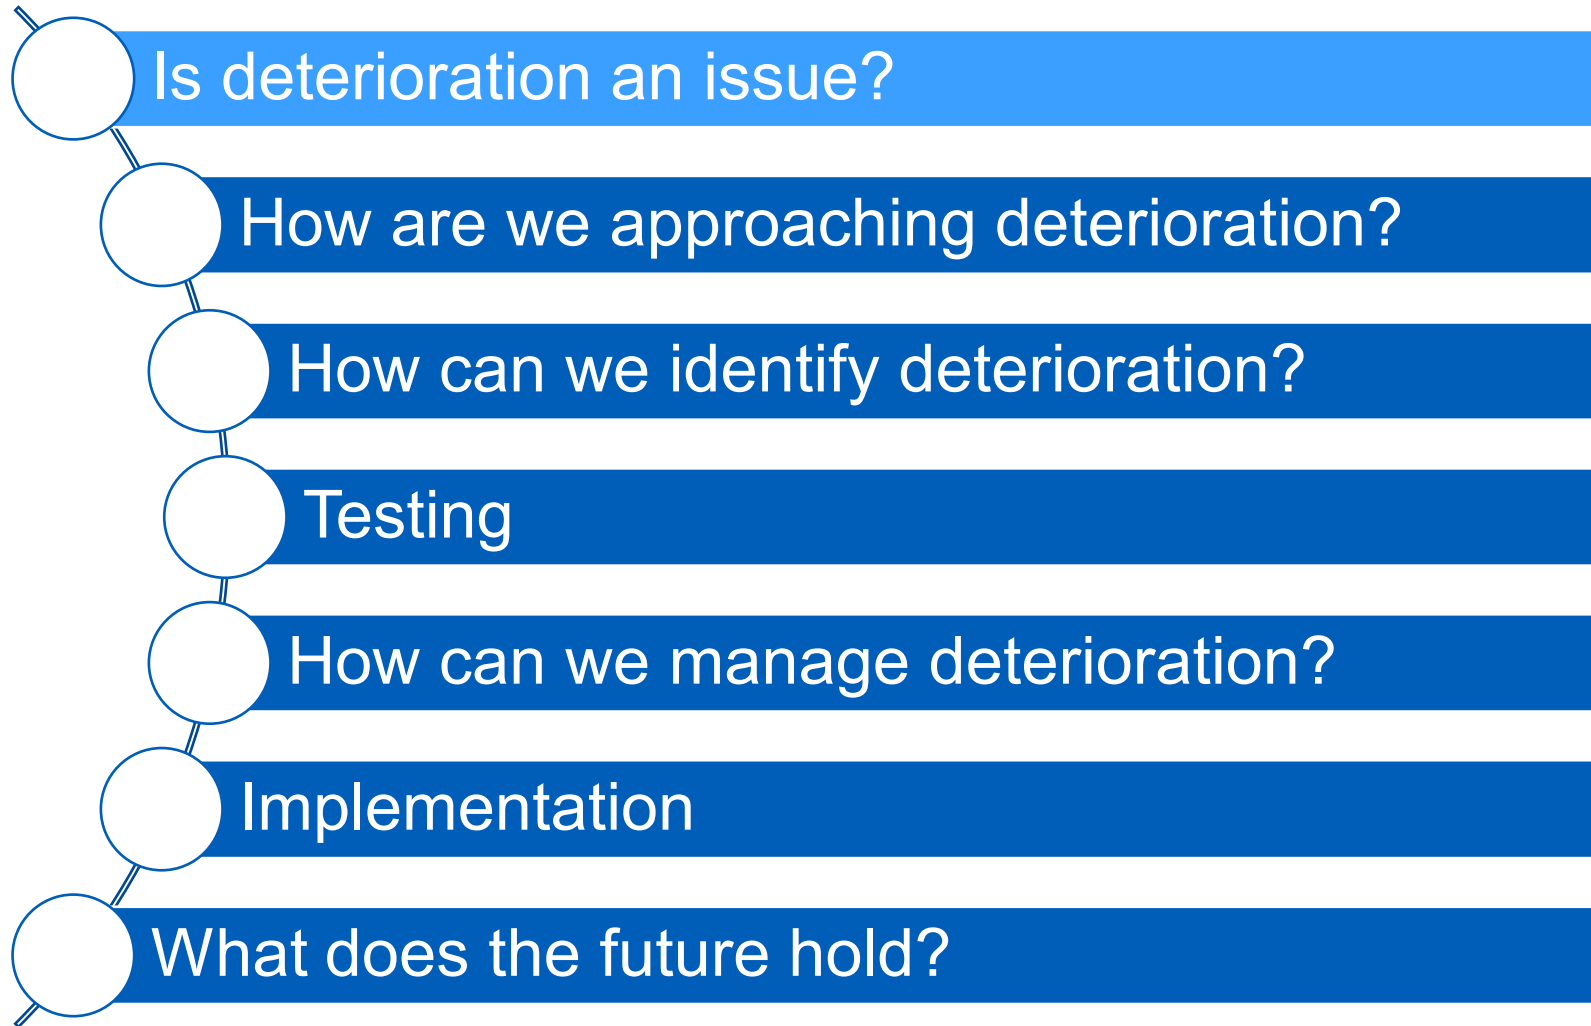 Is deterioration an issue?
How are we approaching deterioration?
How can we identify deterioration?
Testing
How can we manage deterioration?
Implementation
What does the future hold?